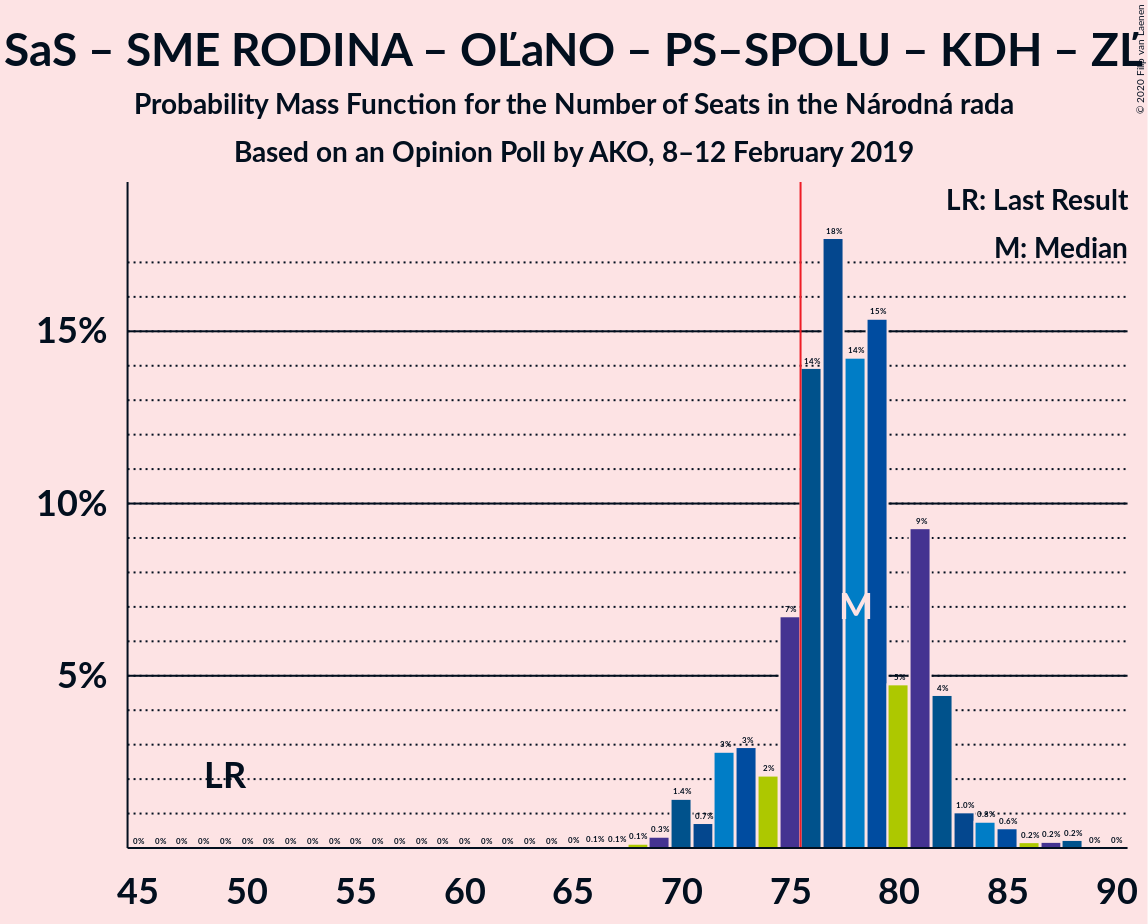 SaS – SME RODINA – OĽaNO – PS–SPOLU – KDH – ZĽ
© 2020 Filip van Laenen
Probability Mass Function for the Number of Seats in the Národná rada
Based on an Opinion Poll by AKO, 8–12 February 2019
LR: Last Result
M: Median
15%
10%
5%
0% 0% 0% 0% 0% 0% 0% 0% 0% 0% 0% 0% 0% 0% 0% 0% 0% 0% 0% 0% 0% 0.1% 0.1% 0.1% 0.3% 1.4% 0.7% 3% 3% 2% 7% 14% 18% 14% 15% 5% 9% 4% 1.0% 0.8% 0.6% 0.2% 0.2% 0.2% 0% 0%
M
LR
45 50 55 60 65 70 75 80 85 90